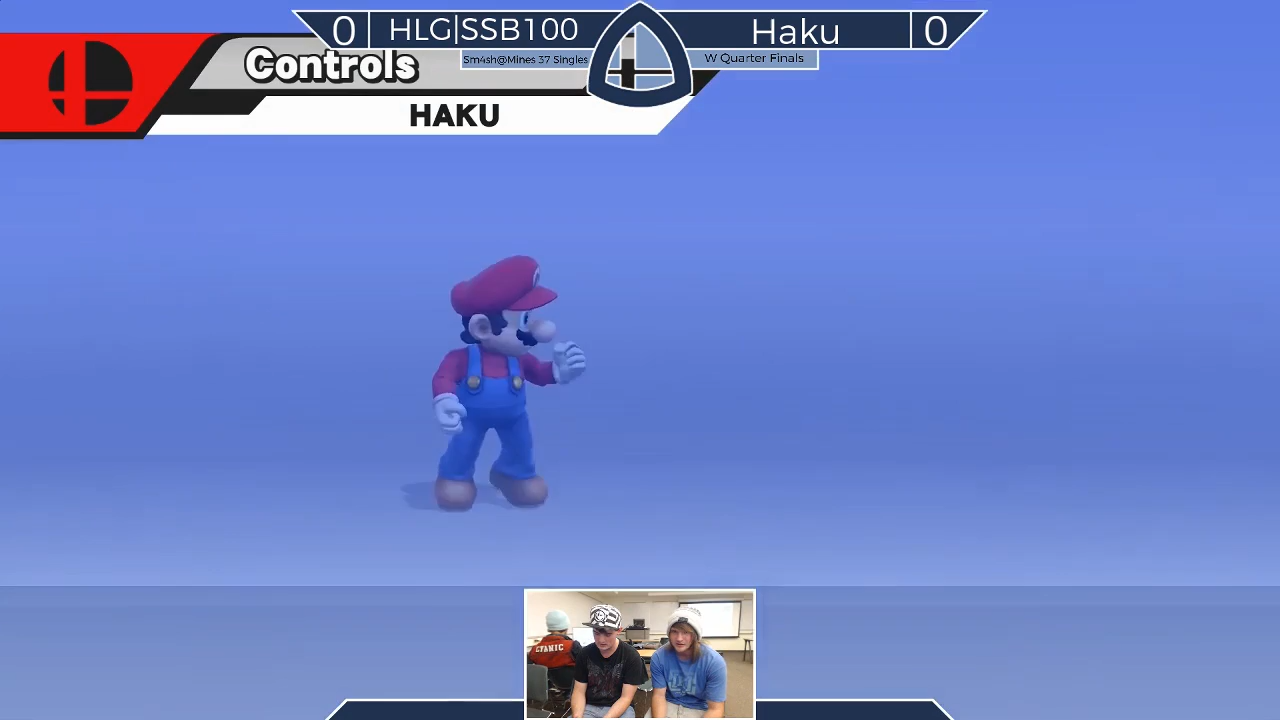 0 HLG|SSB100 Haku 0
Sm4sh@Mines 37 Singles W Quarter Finals
Controls
HAKU